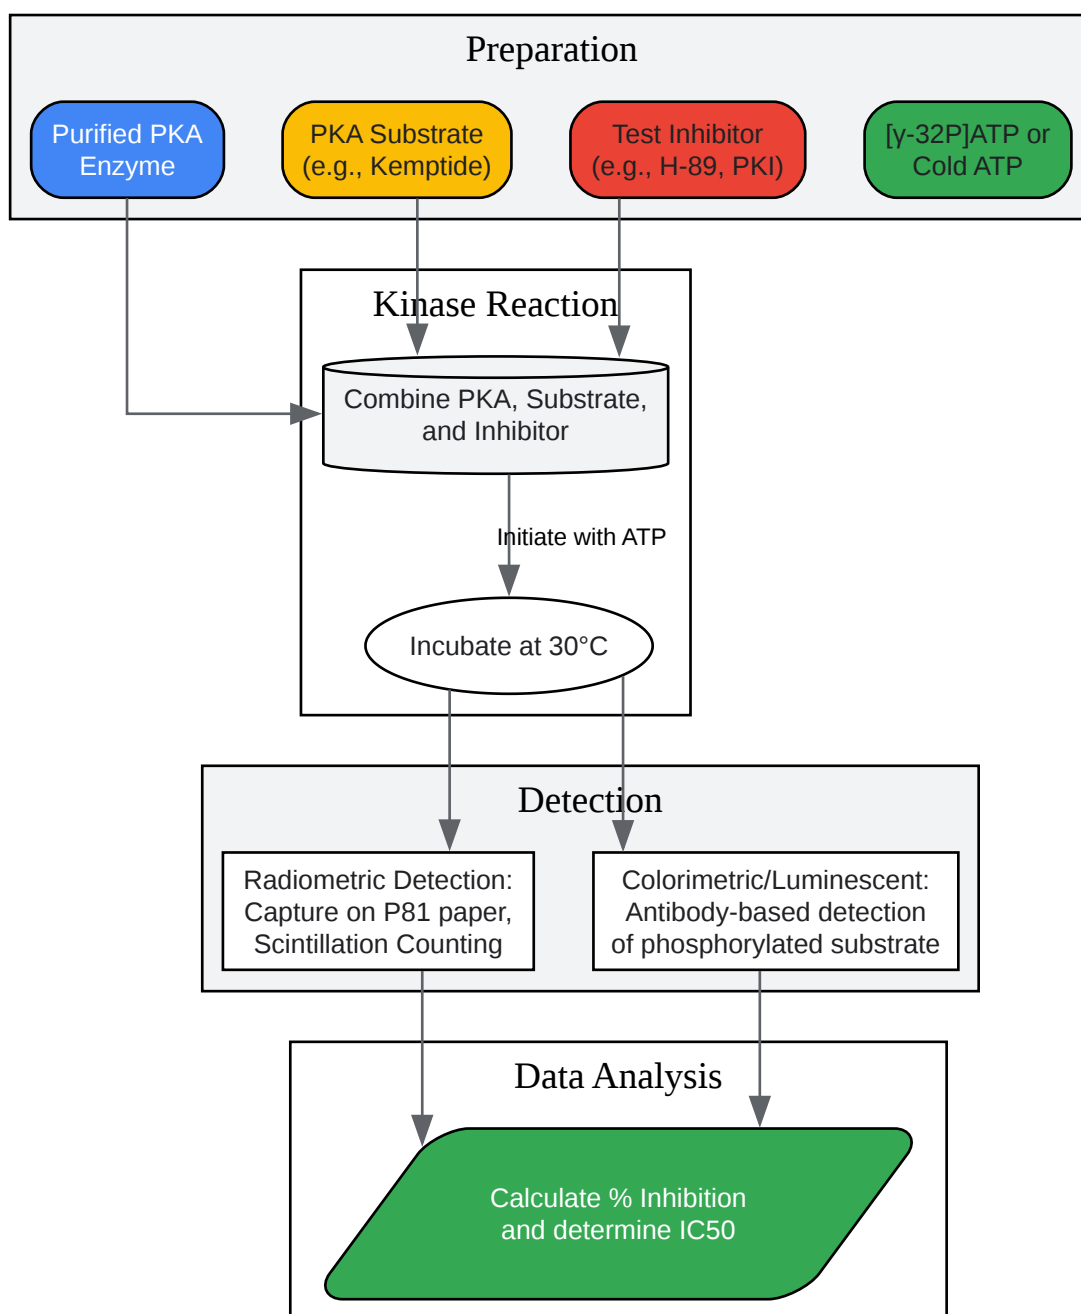 Preparation
Purified PKA
Enzyme
PKA Substrate
(e.g., Kemptide)
Test Inhibitor
(e.g., H-89, PKI)
[γ-32P]ATP or
Cold ATP
Kinase Reaction
Combine PKA, Substrate,
and Inhibitor
Initiate with ATP
Incubate at 30°C
Detection
Radiometric Detection:
Capture on P81 paper,
Scintillation Counting
Colorimetric/Luminescent:
Antibody-based detection
of phosphorylated substrate
Data Analysis
Calculate % Inhibition
and determine IC50